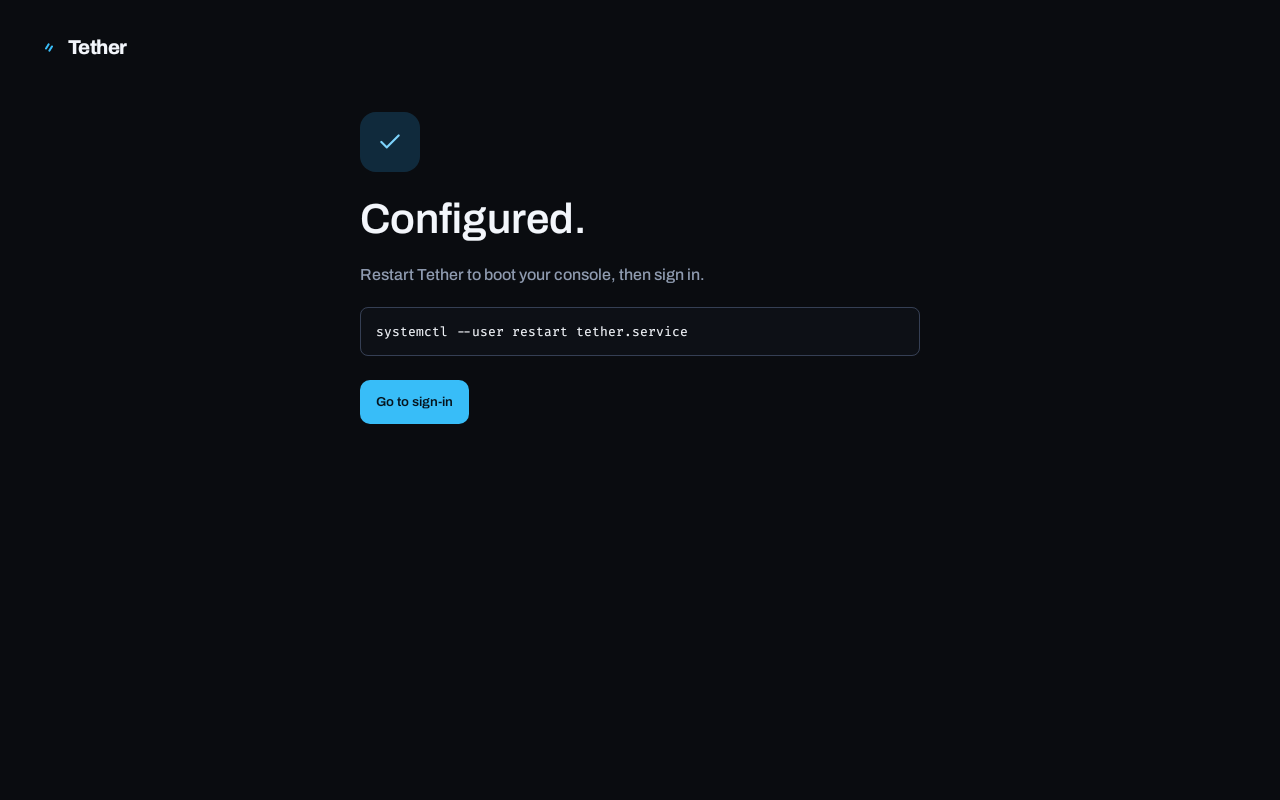 Tether
Configured.
Restart Tether to boot your console, then sign in.
systemctl --user restart tether.service
Go to sign-in